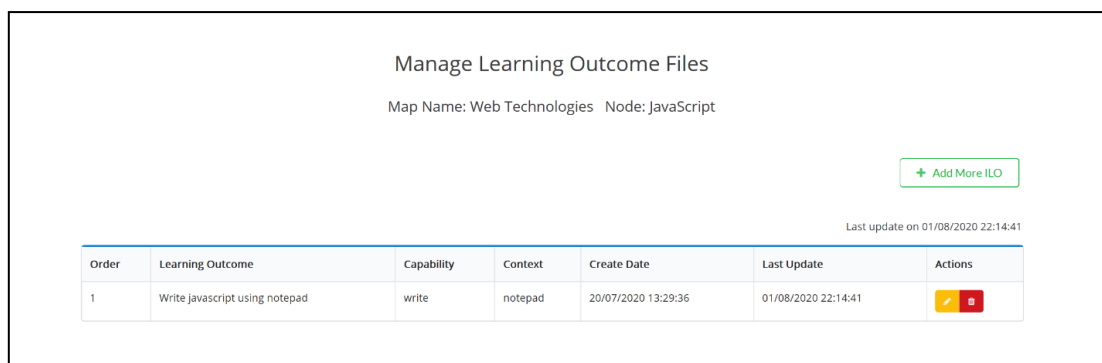 Manage Learning Outcome Files
Map Name: Web Technologies Node: JavaScript
+ Add More ILO
Last update on 01/08/2020 22:14:41
Order Learning Outcome Capability Context Create Date Last Update Actions
1 Write javascript using notepad write notepad 20/07/2020 13:29:36 01/08/2020 22:14:41